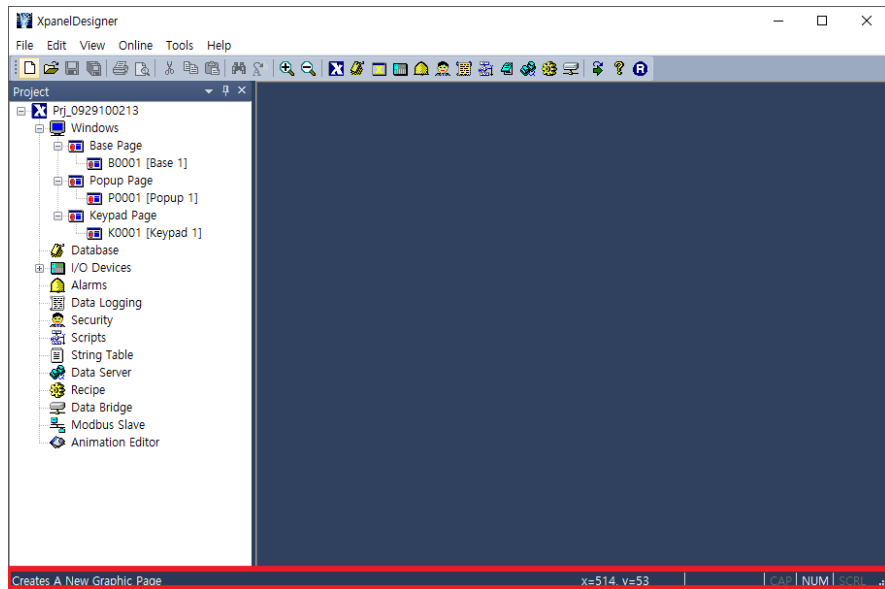 XpanelDesigner
File Edit View Online Tools Help
Project
Prj_0929100213
Windows
Base Page
B0001 [Base 1]
Popup Page
P0001 [Popup 1]
Keypad Page
K0001 [Keypad 1]
Database
I/O Devices
Alarms
Data Logging
Security
Scripts
String Table
Data Server
Recipe
Data Bridge
Modbus Slave
Animation Editor
Creates A New Graphic Page x=514, y=53 CAP NUM SCRL